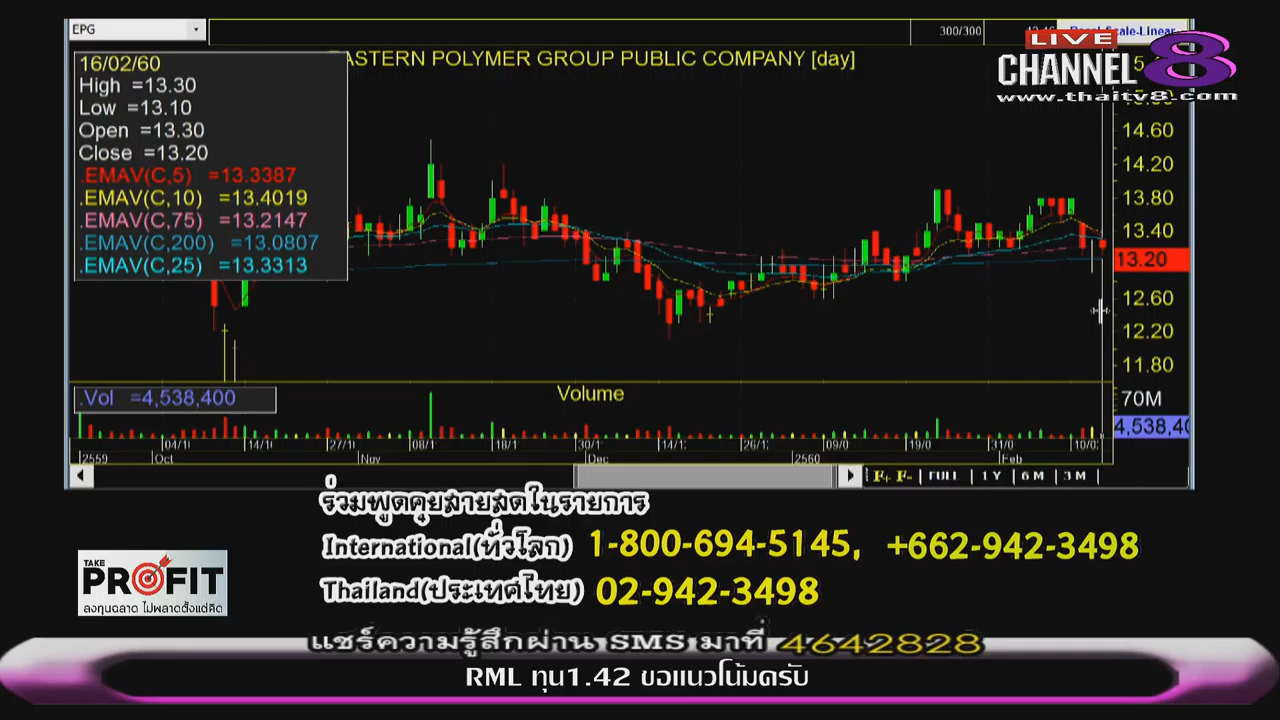 EPG
300/300
LIVE
CHANNEL 8
www.thaitv8.com
EASTERN POLYMER GROUP PUBLIC COMPANY [day]
16/02/60
High =13.30
Low =13.10
Open =13.30
Close =13.20
.EMAV(C,5) =13.3387
.EMAV(C,10) =13.4019
.EMAV(C,75) =13.2147
.EMAV(C,200) =13.0807
.EMAV(C,25) =13.3313
14.60
14.20
13.80
13.40
13.20
12.60
12.20
11.80
.Vol =4,538,400
Volume
70M
4,538,40
2559
Oct
Nov
Dec
2560
Feb
F+ F- FULL 1 Y 6 M 3 M
ร่วมพูดคุยสายสดในรายการ
International(ทั่วโลก) 1-800-694-5145, +662-942-3498
Thailand(ประเทศไทย) 02-942-3498
TAKE
PROFIT
ลงทุนฉลาด ไม่พลาดตั้งแต่คิด
แชร์ความรู้สึกผ่าน SMS มาที่ 4642828
RML ทุน1.42 ขอแนวโน้มครับ